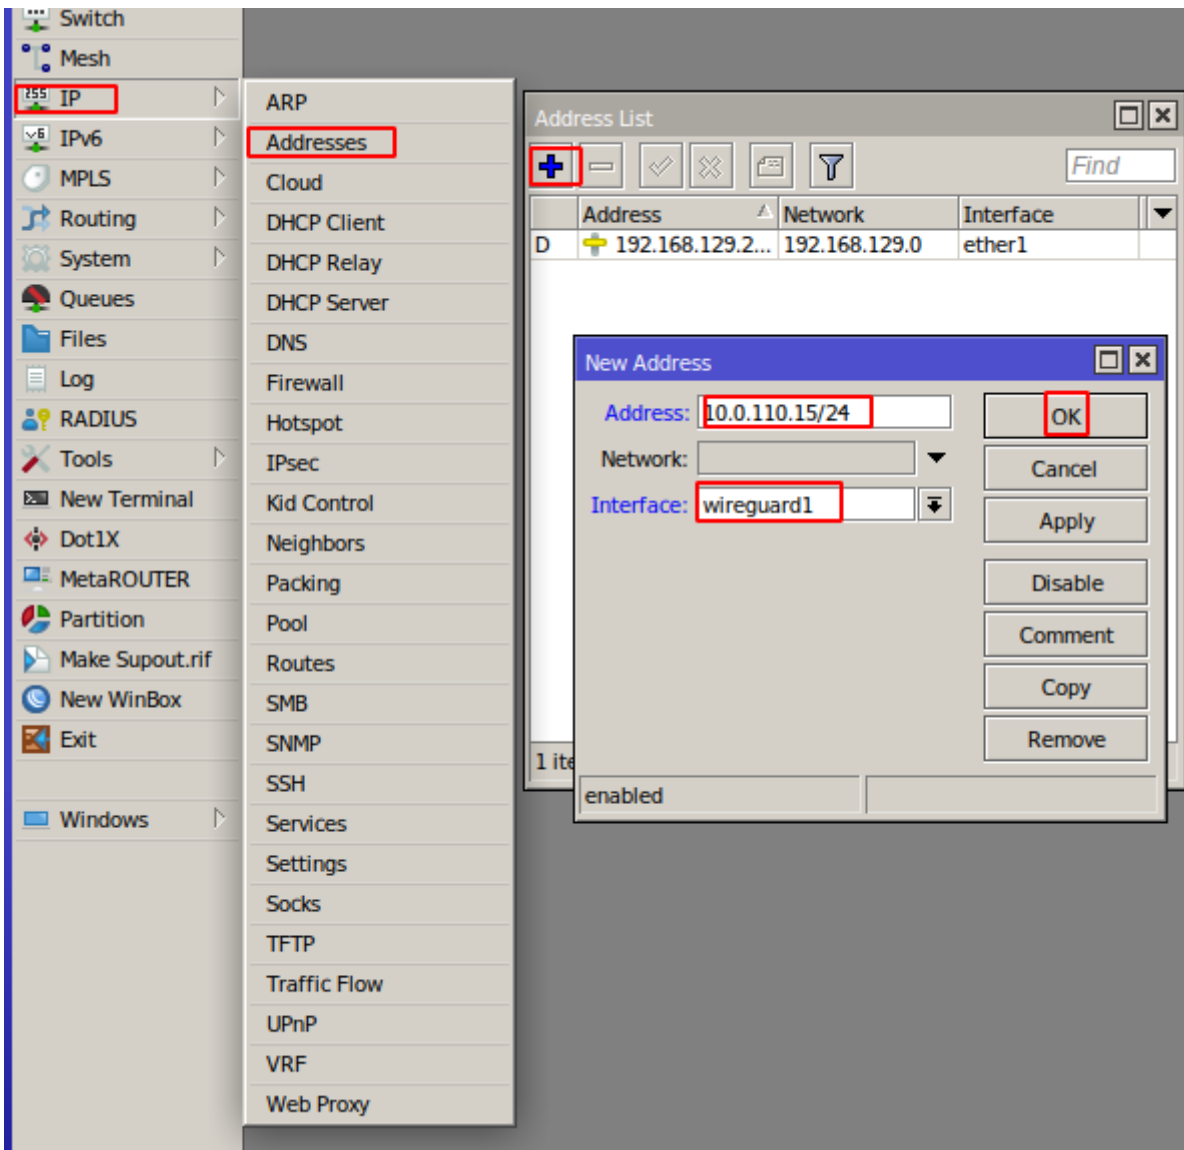 Switch
Mesh
255 IP
v6 IPv6
MPLS
Routing
System
Queues
Files
Log
RADIUS
Tools
New Terminal
Dot1X
MetaROUTER
Partition
Make Supout.rif
New WinBox
Exit
Windows
ARP
Addresses
Cloud
DHCP Client
DHCP Relay
DHCP Server
DNS
Firewall
Hotspot
IPsec
Kid Control
Neighbors
Packing
Pool
Routes
SMB
SNMP
SSH
Services
Settings
Socks
TFTP
Traffic Flow
UPnP
VRF
Web Proxy
Address List
Find
Address Network Interface
D 192.168.129.2... 192.168.129.0 ether1
1 ite
New Address
Address: 10.0.110.15/24
Network:
Interface: wireguard1
OK
Cancel
Apply
Disable
Comment
Copy
Remove
enabled